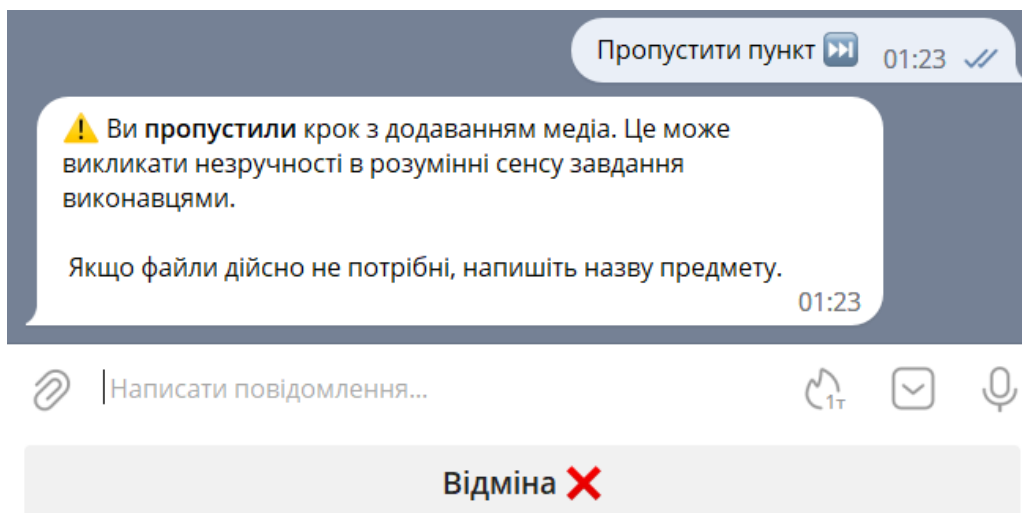 Пропустити пункт ⏭️ 01:23
⚠️ Ви пропустили крок з додаванням медіа. Це може
викликати незручності в розумінні сенсу завдання
виконавцями.
Якщо файли дійсно не потрібні, напишіть назву предмету.
01:23
Написати повідомлення...
1т
Відміна ❌